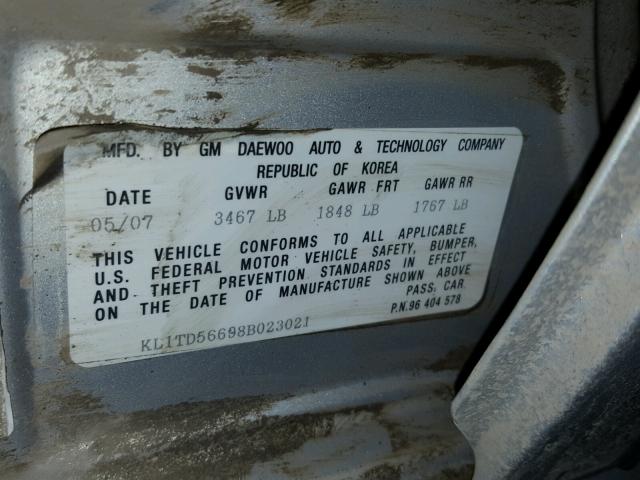 MFD. BY GM DAEWOO AUTO & TECHNOLOGY COMPANY
REPUBLIC OF KOREA
DATE GVWR GAWR FRT GAWR RR
05/07 3467 LB 1848 LB 1767 LB
THIS VEHICLE CONFORMS TO ALL APPLICABLE
U.S. FEDERAL MOTOR VEHICLE SAFETY, BUMPER,
AND THEFT PREVENTION STANDARDS IN EFFECT
ON THE DATE OF MANUFACTURE SHOWN ABOVE
PASS. CAR
P.N.96 404 578
KL1TD56698B023021